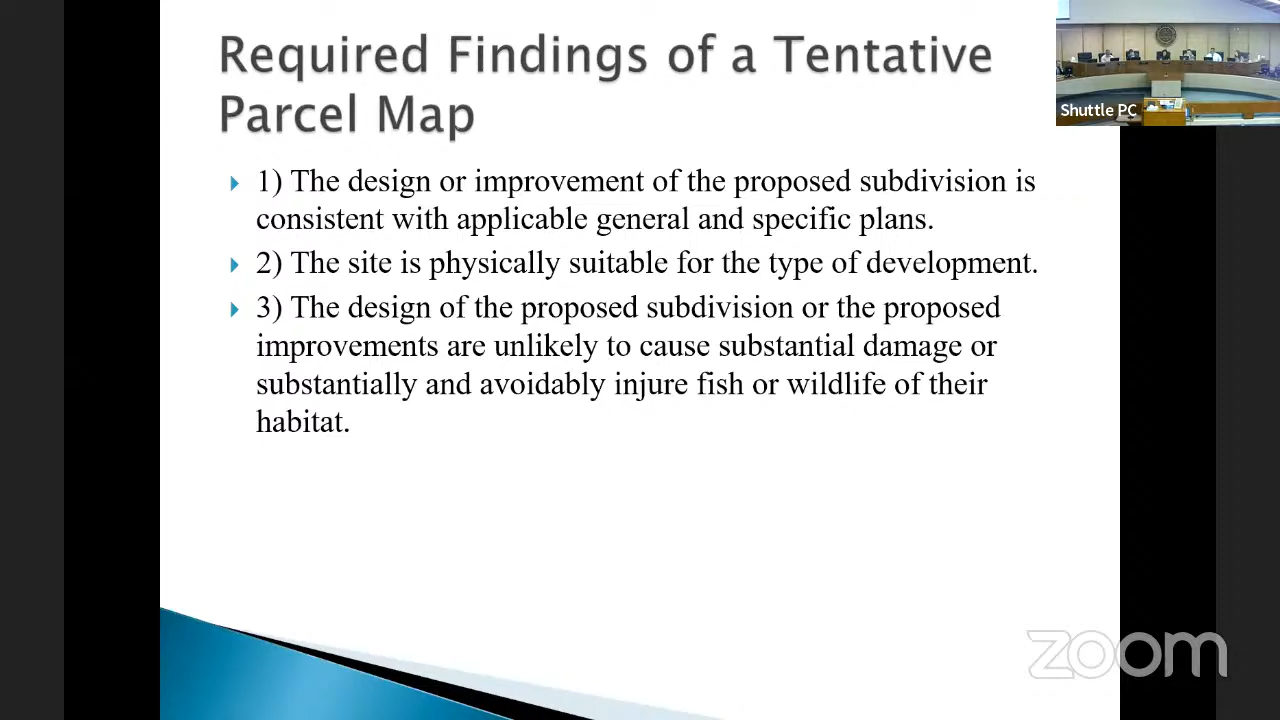 Required Findings of a Tentative
Parcel Map
Shuttle PC
1) The design or improvement of the proposed subdivision is
consistent with applicable general and specific plans.
2) The site is physically suitable for the type of development.
3) The design of the proposed subdivision or the proposed
improvements are unlikely to cause substantial damage or
substantially and avoidably injure fish or wildlife of their
habitat.
zoom